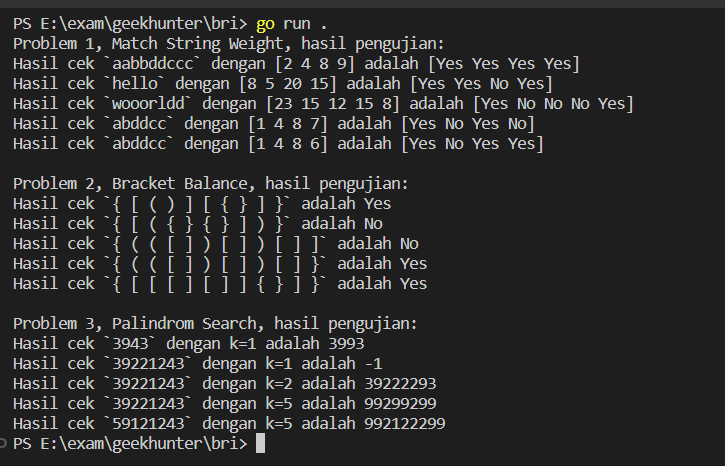 PS E:\exam\geekhunter\bri> go run .
Problem 1, Match String Weight, hasil pengujian:
Hasil cek `aabbddccc` dengan [2 4 8 9] adalah [Yes Yes Yes Yes]
Hasil cek `hello` dengan [8 5 20 15] adalah [Yes Yes No Yes]
Hasil cek `wooorldd` dengan [23 15 12 15 8] adalah [Yes No No No Yes]
Hasil cek `abddcc` dengan [1 4 8 7] adalah [Yes No Yes No]
Hasil cek `abddcc` dengan [1 4 8 6] adalah [Yes No Yes Yes]
Problem 2, Bracket Balance, hasil pengujian:
Hasil cek `{ [ ( ) ] [ { } ] }` adalah Yes
Hasil cek `{ [ ( { } { } ] ) }` adalah No
Hasil cek `{ ( ( [ ] ) [ ] ) [ ] ]` adalah No
Hasil cek `{ ( ( [ ] ) [ ] ) [ ] }` adalah Yes
Hasil cek `{ [ [ [ ] [ ] ] { } ] }` adalah Yes
Problem 3, Palindrom Search, hasil pengujian:
Hasil cek `3943` dengan k=1 adalah 3993
Hasil cek `39221243` dengan k=1 adalah -1
Hasil cek `39221243` dengan k=2 adalah 39222293
Hasil cek `39221243` dengan k=5 adalah 99299299
Hasil cek `59121243` dengan k=5 adalah 992122299
PS E:\exam\geekhunter\bri>